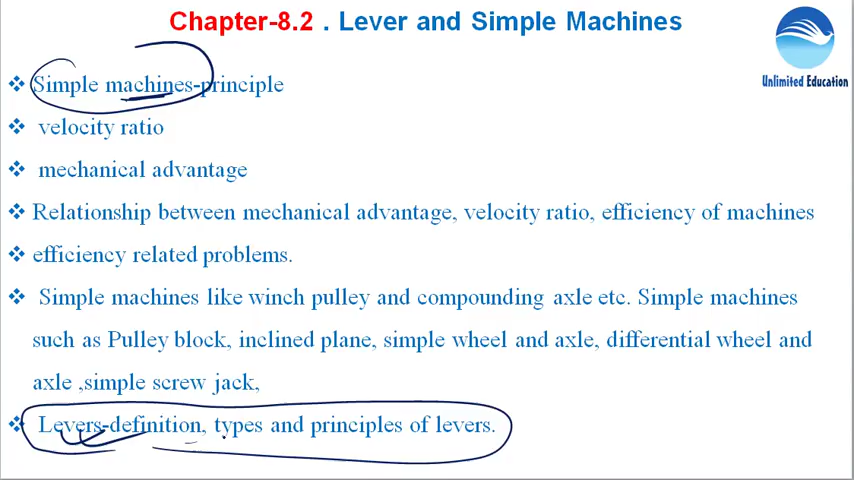 Chapter-8.2 . Lever and Simple Machines
Unlimited Education
❖ Simple machines-principle
❖ velocity ratio
❖ mechanical advantage
❖ Relationship between mechanical advantage, velocity ratio, efficiency of machines
❖ efficiency related problems.
❖ Simple machines like winch pulley and compounding axle etc. Simple machines
such as Pulley block, inclined plane, simple wheel and axle, differential wheel and
axle ,simple screw jack,
❖ Levers-definition, types and principles of levers.